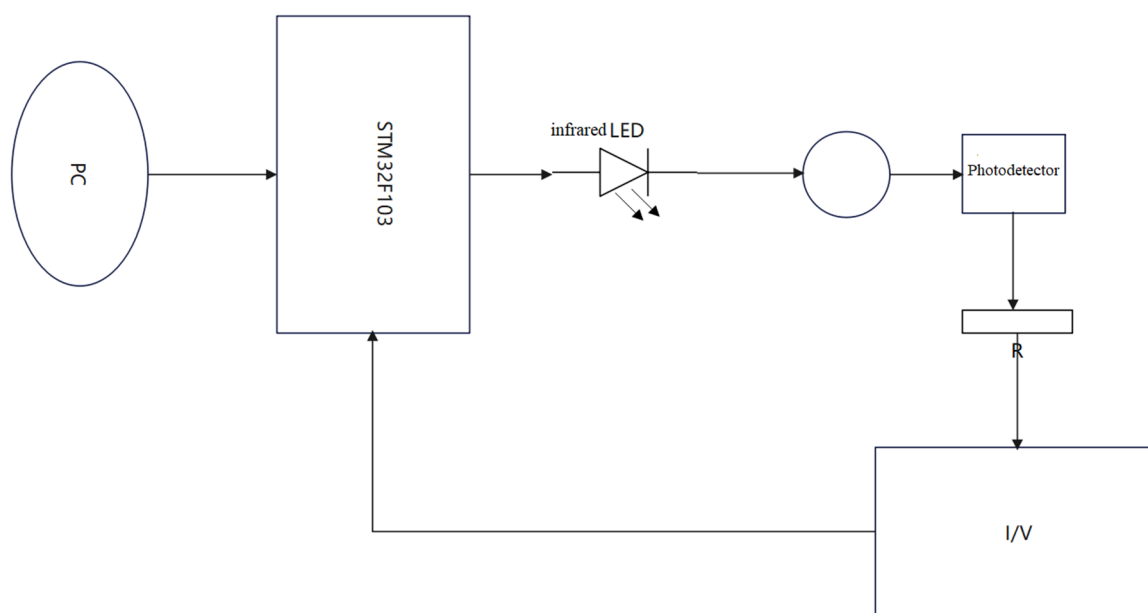 PC
STM32F103
infrared LED
Photodetector
R
I/V